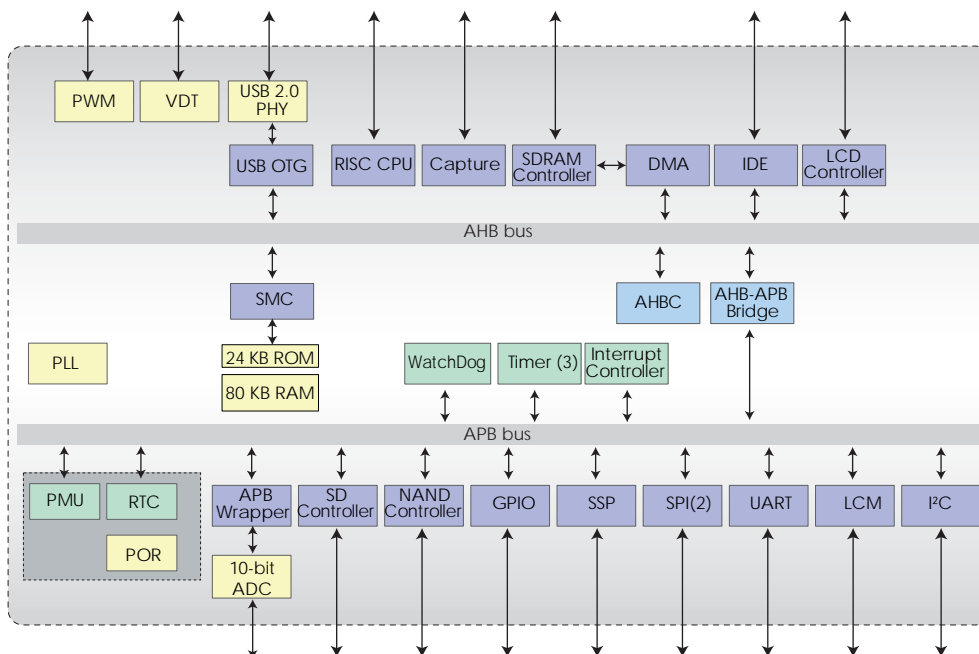 PWM
VDT
USB 2.0
PHY
USB OTG
RISC CPU
Capture
SDRAM
Controller
DMA
IDE
LCD
Controller
AHB bus
SMC
AHBC
AHB-APB
Bridge
PLL
24 KB ROM
80 KB RAM
WatchDog
Timer (3)
Interrupt
Controller
APB bus
PMU
RTC
POR
APB
Wrapper
10-bit
ADC
SD
Controller
NAND
Controller
GPIO
SSP
SPI(2)
UART
LCM
I²C